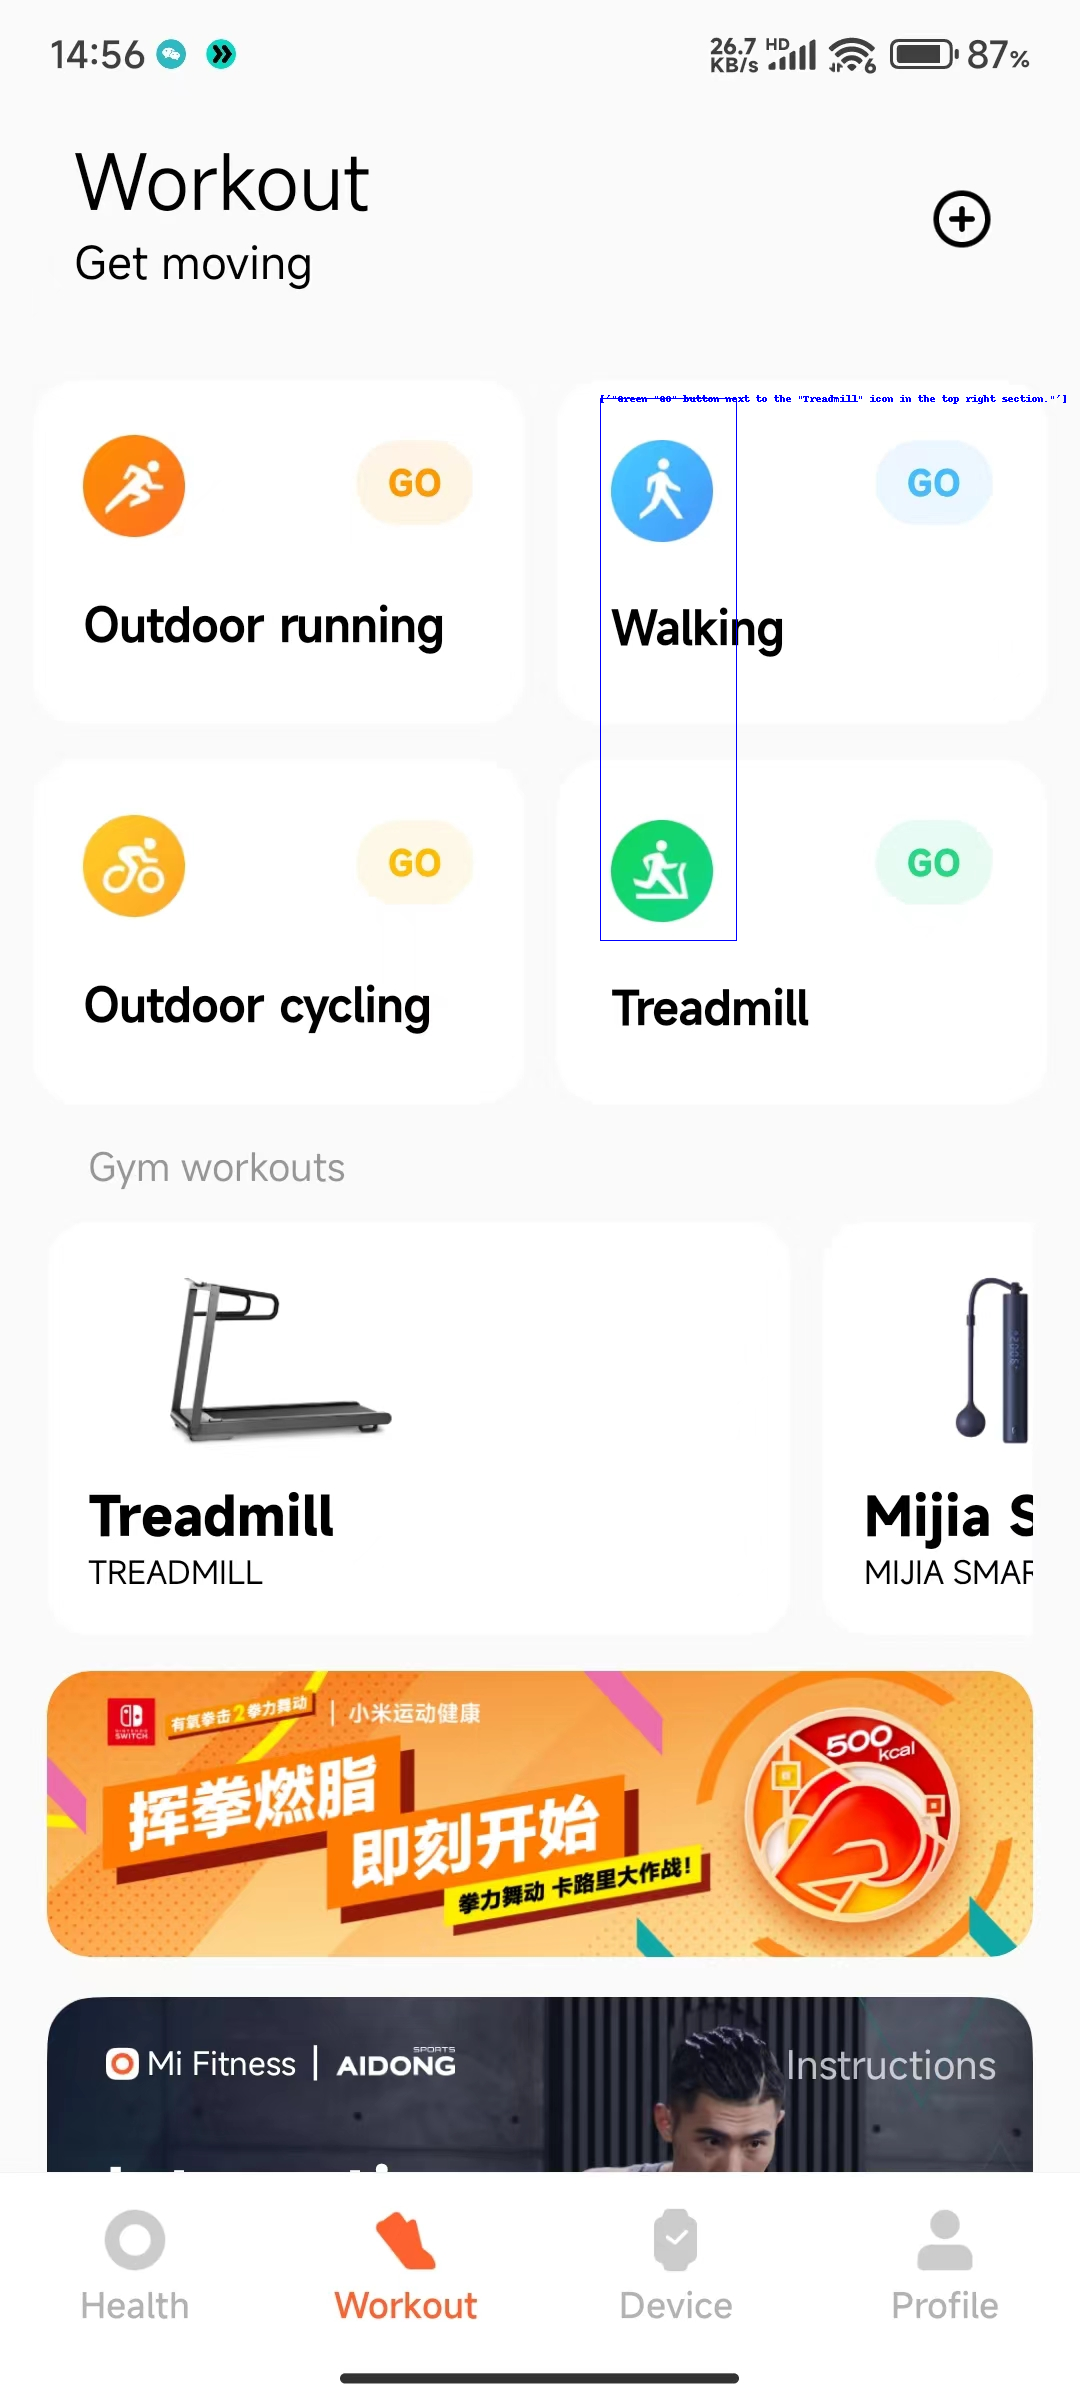 14:56
26.7 KB/s HD 6 87%
Workout
Get moving
['"Green "GO" button next to the "Treadmill" icon in the top right section."']
GO
GO
Outdoor running
Walking
GO
GO
Outdoor cycling
Treadmill
Gym workouts
Treadmill
TREADMILL
Mijia S
MIJIA SMAR
NINTENDO SWITCH
有氧拳击2拳力舞动 | 小米运动健康
挥拳燃脂
即刻开始
拳力舞动 卡路里大作战!
500 kcal
Mi Fitness | AIDONG SPORTS
Instructions
Health
Workout
Device
Profile